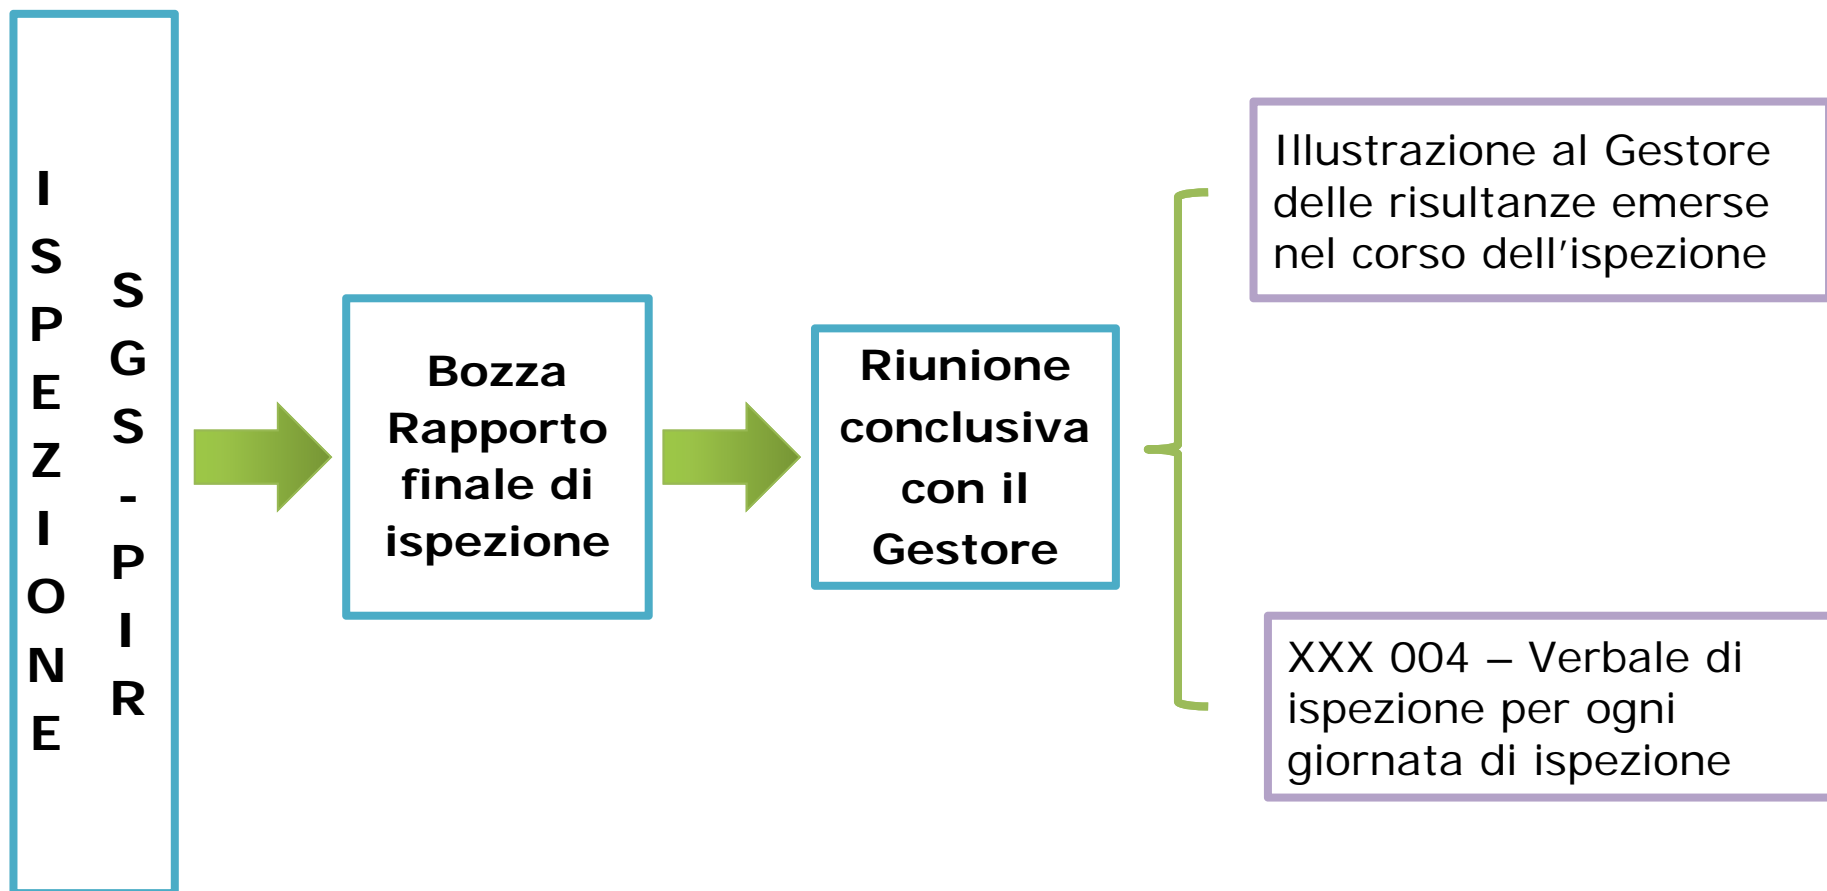 ISPEZIONE
SGS-PIR
Bozza
Rapporto
finale di
ispezione
Riunione
conclusiva
con il
Gestore
Illustrazione al Gestore
delle risultanze emerse
nel corso dell'ispezione
XXX 004 – Verbale di
ispezione per ogni
giornata di ispezione